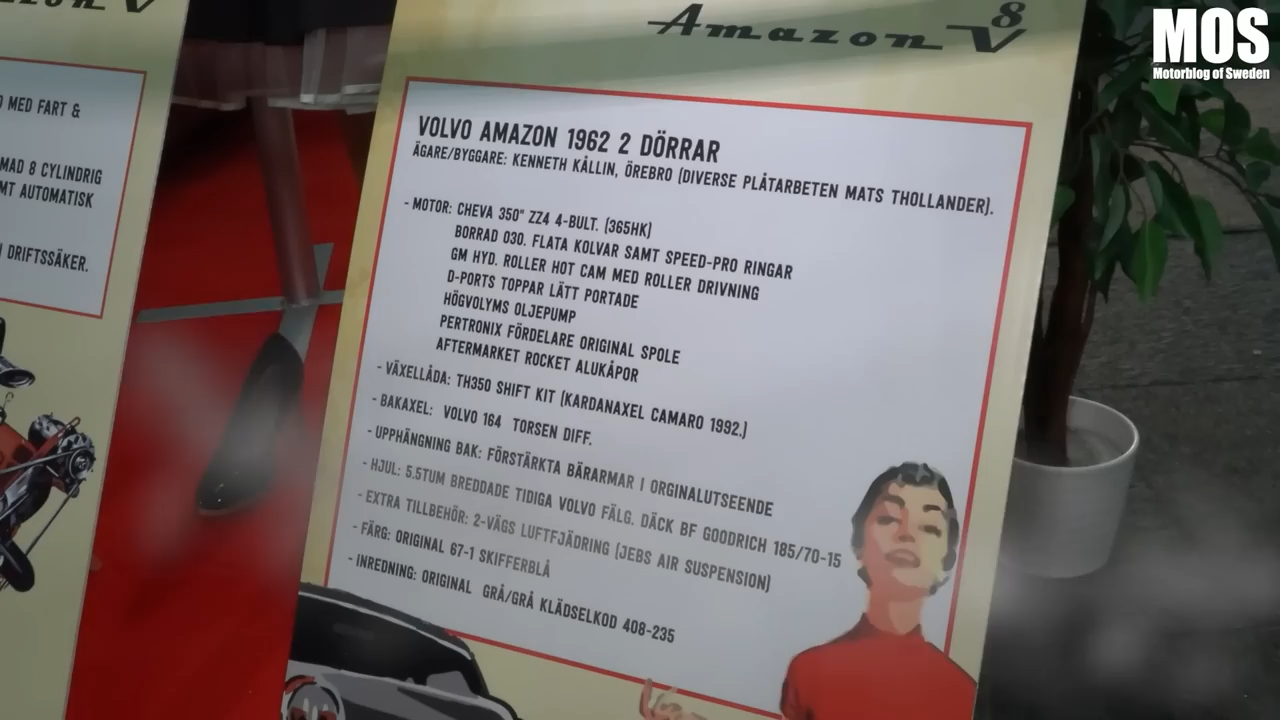 Amazon V8
MOS
Motorblog of Sweden
MED FART &
MAD 8 CYLINDRIG
MT AUTOMATISK
DRIFTSSÄKER.
VOLVO AMAZON 1962 2 DÖRRAR
ÄGARE/BYGGARE: KENNETH KÅLLIN, ÖREBRO (DIVERSE PLÅTARBETEN MATS THOLLANDER).
- MOTOR: CHEVA 350" ZZ4 4-BULT. (365HK)
BORRAD 030. FLATA KOLVAR SAMT SPEED-PRO RINGAR
GM HYD. ROLLER HOT CAM MED ROLLER DRIVNING
D-PORTS TOPPAR LÄTT PORTADE
HÖGVOLYMS OLJEPUMP
PERTRONIX FÖRDELARE ORIGINAL SPOLE
AFTERMARKET ROCKET ALUKÅPOR
- VÄXELLÅDA: TH350 SHIFT KIT (KARDANAXEL CAMARO 1992.)
- BAKAXEL: VOLVO 164 TORSEN DIFF.
- UPPHÄNGNING BAK: FÖRSTÄRKTA BÄRARMAR I ORGINALUTSEENDE
- HJUL: 5.5TUM BREDDADE TIDIGA VOLVO FÄLG. DÄCK BF GOODRICH 185/70-15
- EXTRA TILLBEHÖR: 2-VÄGS LUFTFJÄDRING (JEBS AIR SUSPENSION)
- FÄRG: ORIGINAL 67-1 SKIFFERBLÅ
- INREDNING: ORIGINAL GRÅ/GRÅ KLÄDSELKOD 408-235